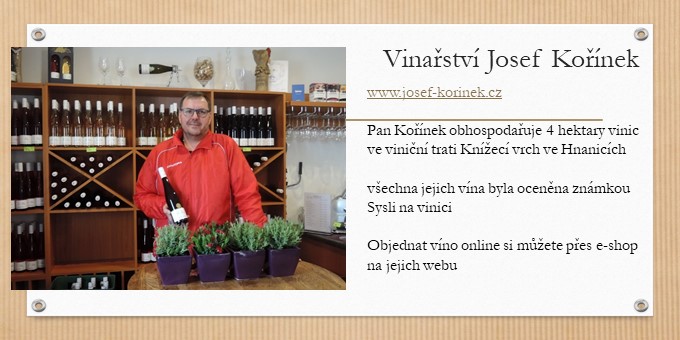 Vinařství Josef Kořínek
www.josef-korinek.cz
Pan Kořínek obhospodařuje 4 hektary vinic
ve viniční trati Knížecí vrch ve Hnanicích
všechna jejich vína byla oceněna známkou
Sysli na vinici
Objednat víno online si můžete přes e-shop
na jejich webu